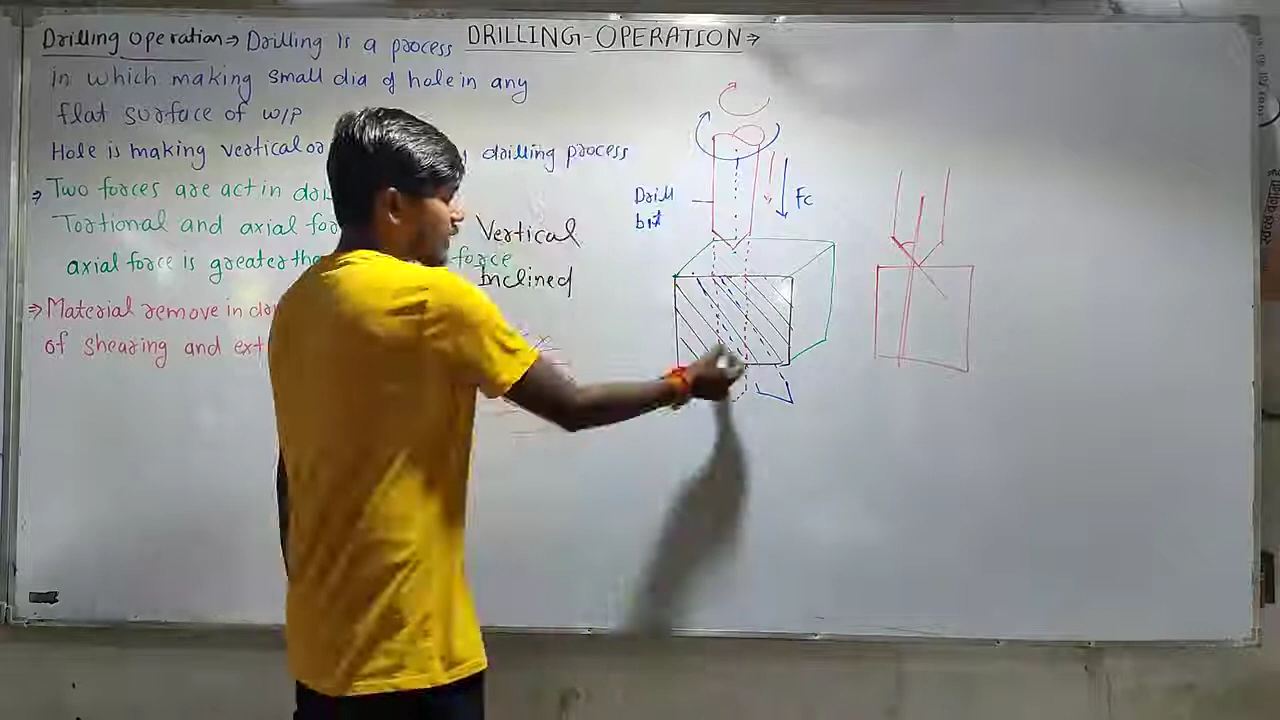 DRILLING-OPERATION→
Drilling operation⇒ Drilling is a process
in which making small dia of hole in any
flat surface of w/p
Hole is making vertical or drilling process
⇒ Two forces are act in
Tortional and axial
axial force is greater force
⇒ Material remove in
of shearing and
Vertical
Inclined
Drill
bit
Fc